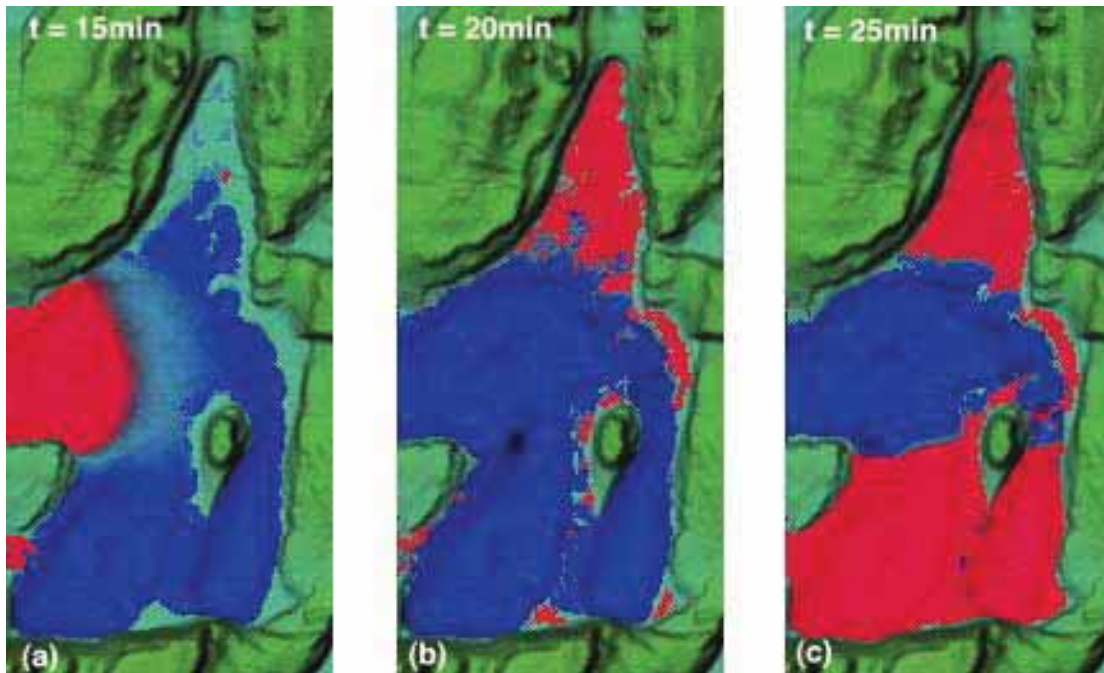 t = 15min
t = 20min
t = 25min
(a)
(b)
(c)